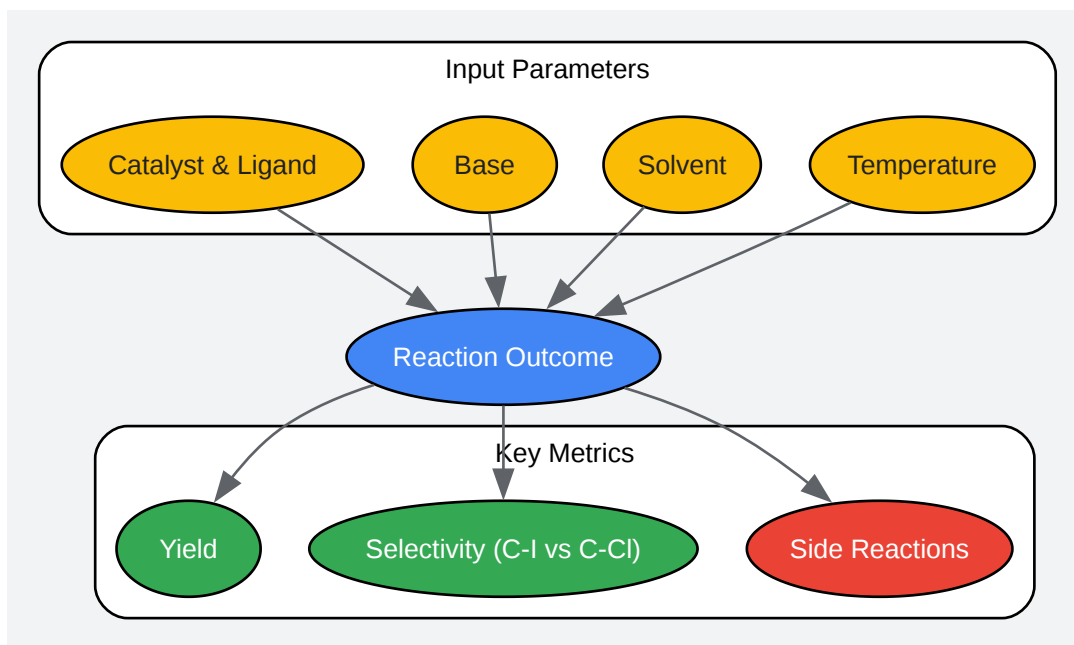 Input Parameters
Catalyst & Ligand
Base
Solvent
Temperature
Reaction Outcome
Key Metrics
Yield
Selectivity (C-I vs C-Cl)
Side Reactions